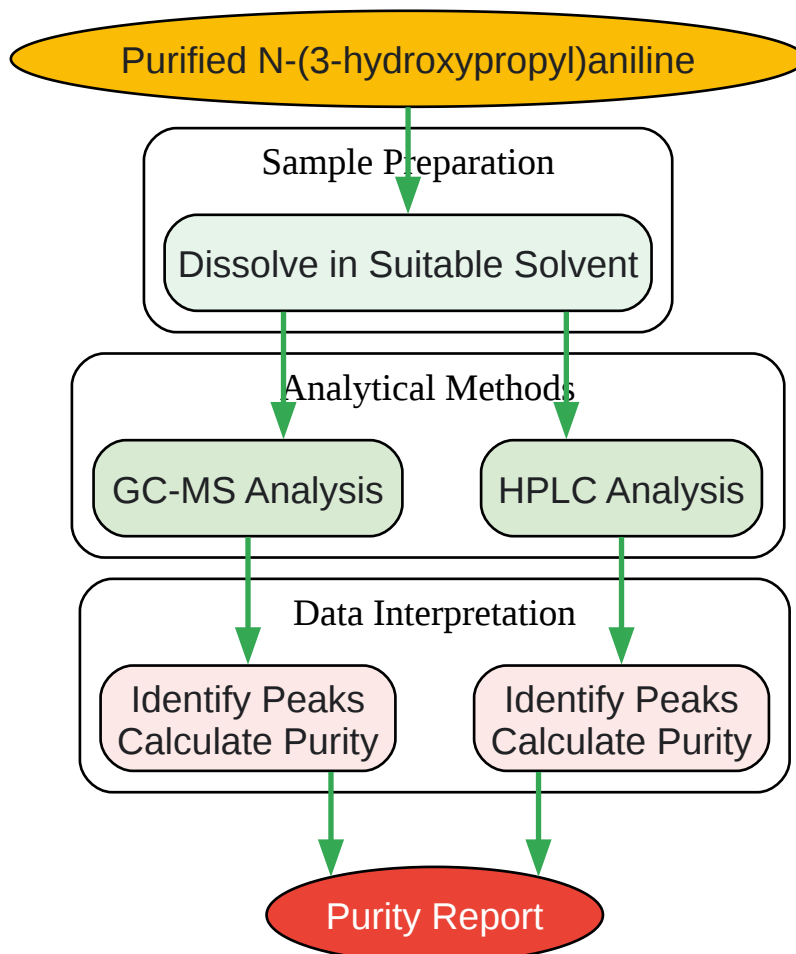 Purified N-(3-hydroxypropyl)aniline
Sample Preparation
Dissolve in Suitable Solvent
Analytical Methods
GC-MS Analysis
HPLC Analysis
Data Interpretation
Identify Peaks
Calculate Purity
Identify Peaks
Calculate Purity
Purity Report